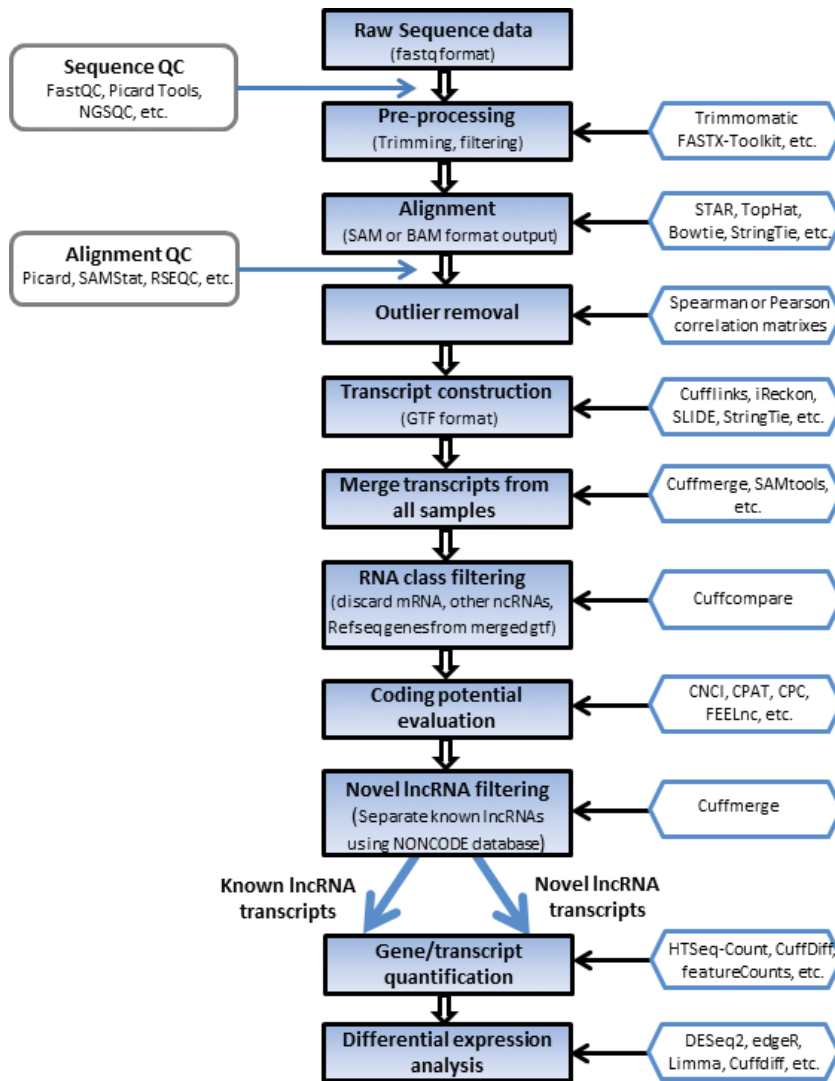 Raw Sequence data
(fastq format)
Sequence QC
FastQC, Picard Tools,
NGSQC, etc.
Pre-processing
(Trimming, filtering)
Trimmomatic
FASTX-Toolkit, etc.
Alignment
(SAM or BAM format output)
STAR, TopHat,
Bowtie, StringTie, etc.
Alignment QC
Picard, SAMStat, RSEQC, etc.
Outlier removal
Spearman or Pearson
correlation matrixes
Transcript construction
(GTF format)
Cufflinks, iReckon,
SLIDE, StringTie, etc.
Merge transcripts from
all samples
Cuffmerge, SAMtools,
etc.
RNA class filtering
(discard mRNA, other ncRNAs,
Refseq genesfrom merged gtf)
Cuffcompare
Coding potential
evaluation
CNCI, CPAT, CPC,
FEELnc, etc.
Novel lncRNA filtering
(Separate known lncRNAs
using NONCODE database)
Cuffmerge
Known lncRNA
transcripts
Novel lncRNA
transcripts
Gene/transcript
quantification
HTSeq-Count, CuffDiff,
featureCounts, etc.
Differential expression
analysis
DESeq2, edgeR,
Limma, Cuffdiff, etc.